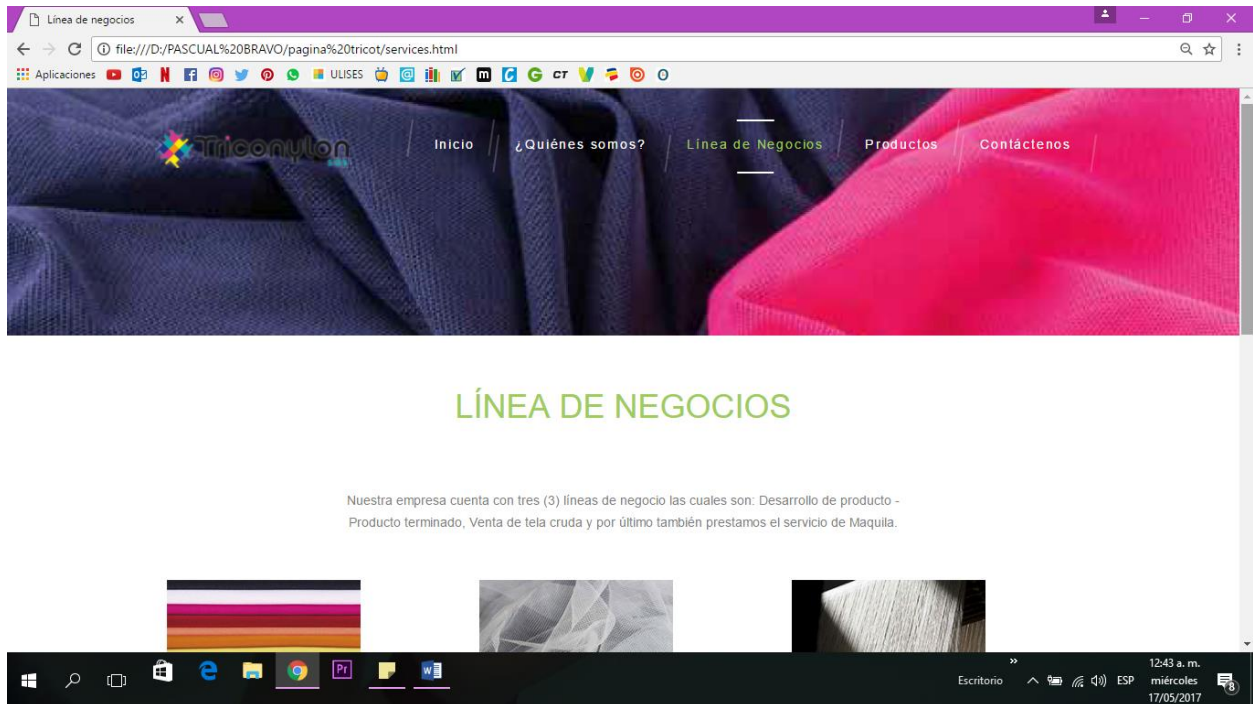 Línea de negocios
file:///D:/PASCUAL%20BRAVO/pagina%20tricot/services.html
Aplicaciones ULISES
Triconylon
Inicio ¿Quiénes somos? Línea de Negocios Productos Contáctenos
LÍNEA DE NEGOCIOS
Nuestra empresa cuenta con tres (3) líneas de negocio las cuales son: Desarrollo de producto -
Producto terminado, Venta de tela cruda y por último también prestamos el servicio de Maquila.
Escritorio ESP
12:43 a. m.
miércoles
17/05/2017
8